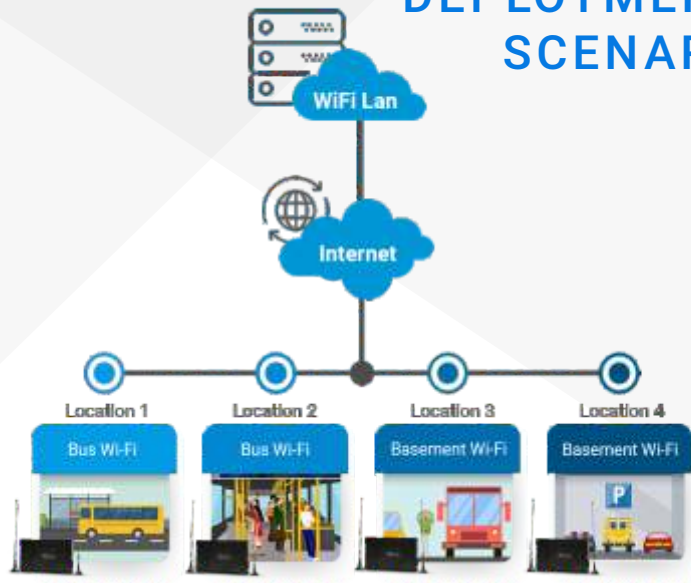 SCENAR
WiFi Lan
Internet
Location 1
Location 2
Location 3
Location 4
Bus Wi-Fi
Bus Wi-Fi
Basement Wi-Fi
Basement Wi-Fi
P